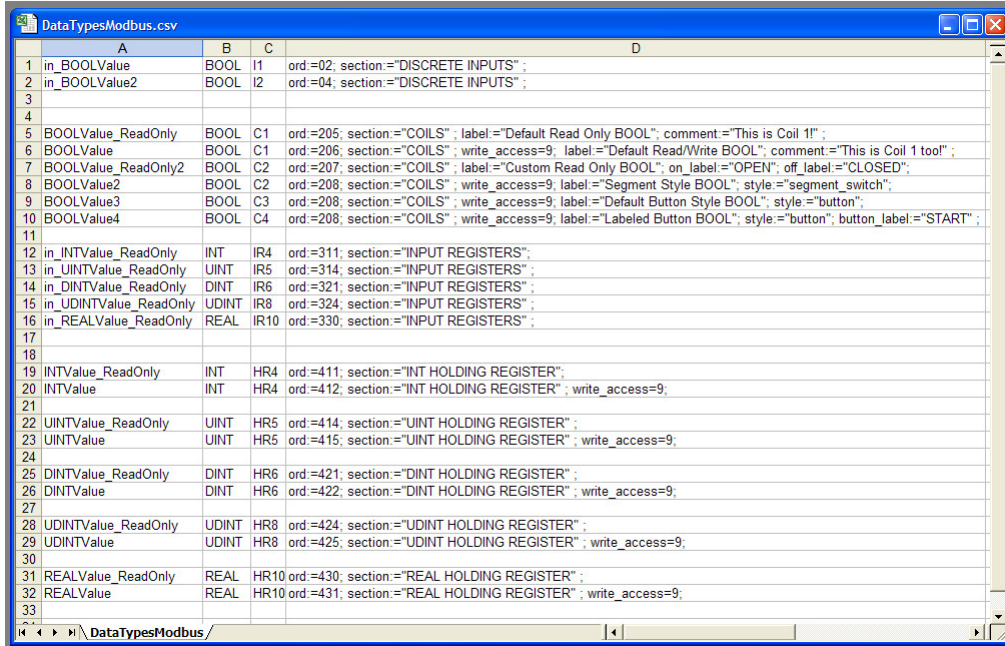 DataTypesModbus.csv
A B C D
1 in_BOOLValue BOOL I1 ord:=02; section:="DISCRETE INPUTS" ;
2 in_BOOLValue2 BOOL I2 ord:=04; section:="DISCRETE INPUTS" ;
3
4
5 BOOLValue_ReadOnly BOOL C1 ord:=205; section:="COILS" ; label:="Default Read Only BOOL"; comment:="This is Coil 1!" ;
6 BOOLValue BOOL C1 ord:=206; section:="COILS" ; write_access=9;  label:="Default Read/Write BOOL"; comment:="This is Coil 1 too!" ;
7 BOOLValue_ReadOnly2 BOOL C2 ord:=207; section:="COILS" ; label:="Custom Read Only BOOL"; on_label:="OPEN"; off_label:="CLOSED";
8 BOOLValue2 BOOL C2 ord:=208; section:="COILS" ; write_access=9; label:="Segment Style BOOL"; style:="segment_switch";
9 BOOLValue3 BOOL C3 ord:=208; section:="COILS" ; write_access=9; label:="Default Button Style BOOL"; style:="button";
10 BOOLValue4 BOOL C4 ord:=208; section:="COILS" ; write_access=9; label:="Labeled Button BOOL"; style:="button"; button_label:="START" ;
11
12 in_INTValue_ReadOnly INT IR4 ord:=311; section:="INPUT REGISTERS";
13 in_UINTValue_ReadOnly UINT IR5 ord:=314; section:="INPUT REGISTERS" ;
14 in_DINTValue_ReadOnly DINT IR6 ord:=321; section:="INPUT REGISTERS" ;
15 in_UDINTValue_ReadOnly UDINT IR8 ord:=324; section:="INPUT REGISTERS" ;
16 in_REALValue_ReadOnly REAL IR10 ord:=330; section:="INPUT REGISTERS" ;
17
18
19 INTValue_ReadOnly INT HR4 ord:=411; section:="INT HOLDING REGISTER";
20 INTValue INT HR4 ord:=412; section:="INT HOLDING REGISTER" ; write_access=9;
21
22 UINTValue_ReadOnly UINT HR5 ord:=414; section:="UINT HOLDING REGISTER" ;
23 UINTValue UINT HR5 ord:=415; section:="UINT HOLDING REGISTER" ; write_access=9;
24
25 DINTValue_ReadOnly DINT HR6 ord:=421; section:="DINT HOLDING REGISTER" ;
26 DINTValue DINT HR6 ord:=422; section:="DINT HOLDING REGISTER" ; write_access=9;
27
28 UDINTValue_ReadOnly UDINT HR8 ord:=424; section:="UDINT HOLDING REGISTER" ;
29 UDINTValue UDINT HR8 ord:=425; section:="UDINT HOLDING REGISTER" ; write_access=9;
30
31 REALValue_ReadOnly REAL HR10 ord:=430; section:="REAL HOLDING REGISTER" ;
32 REALValue REAL HR10 ord:=431; section:="REAL HOLDING REGISTER" ; write_access=9;
33
DataTypesModbus